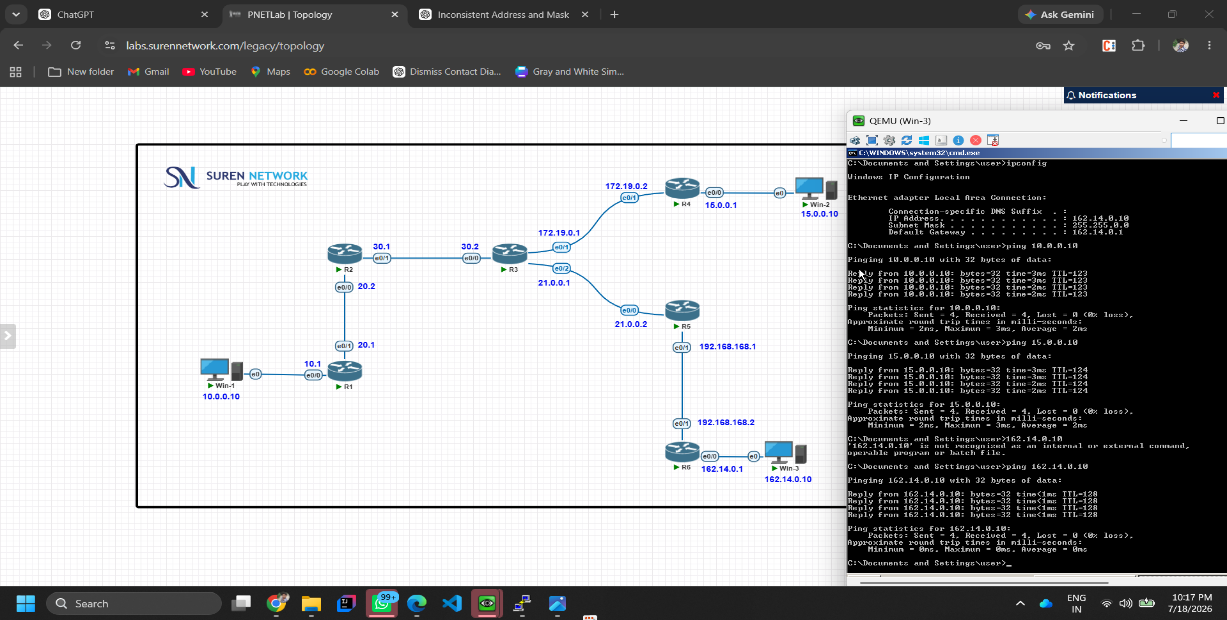 ChatGPT
PNETLab | Topology
Inconsistent Address and Mask
Ask Gemini
labs.surennetwork.com/legacy/topology
New folder
Gmail
YouTube
Maps
Google Colab
Dismiss Contact Dia...
Gray and White Sim...
Notifications
SUREN NETWORK
PLAY WITH TECHNOLOGIES
172.19.0.2
e0/1
R4
e0/0
15.0.0.1
e0
Win-2
15.0.0.10
172.19.0.1
e0/1
30.1
e0/1
R2
30.2
e0/0
R3
e0/2
21.0.0.1
e0/0
20.2
e0/0
21.0.0.2
R5
e0/1
192.168.168.1
e0/1
20.1
10.1
e0
e0/0
R1
Win-1
10.0.0.10
e0/1
192.168.168.2
R6
e0/0
162.14.0.1
e0
Win-3
162.14.0.10
QEMU (Win-3)
C:\WINDOWS\system32\cmd.exe
C:\Documents and Settings\user>ipconfig
Windows IP Configuration
Ethernet adapter Local Area Connection:
Connection-specific DNS Suffix . :
IP Address. . . . . . . . . . . . : 162.14.0.10
Subnet Mask . . . . . . . . . . . : 255.255.0.0
Default Gateway . . . . . . . . . : 162.14.0.1
C:\Documents and Settings\user>ping 10.0.0.10
Pinging 10.0.0.10 with 32 bytes of data:
Reply from 10.0.0.10: bytes=32 time=3ms TTL=123
Reply from 10.0.0.10: bytes=32 time=3ms TTL=123
Reply from 10.0.0.10: bytes=32 time=2ms TTL=123
Reply from 10.0.0.10: bytes=32 time=2ms TTL=123
Ping statistics for 10.0.0.10:
Packets: Sent = 4, Received = 4, Lost = 0 (0% loss),
Approximate round trip times in milli-seconds:
Minimum = 2ms, Maximum = 3ms, Average = 2ms
C:\Documents and Settings\user>ping 15.0.0.10
Pinging 15.0.0.10 with 32 bytes of data:
Reply from 15.0.0.10: bytes=32 time=3ms TTL=124
Reply from 15.0.0.10: bytes=32 time=2ms TTL=124
Reply from 15.0.0.10: bytes=32 time=3ms TTL=124
Reply from 15.0.0.10: bytes=32 time=2ms TTL=124
Ping statistics for 15.0.0.10:
Packets: Sent = 4, Received = 4, Lost = 0 (0% loss),
Approximate round trip times in milli-seconds:
Minimum = 2ms, Maximum = 3ms, Average = 2ms
C:\Documents and Settings\user>162.14.0.10
'162.14.0.10' is not recognized as an internal or external command,
operable program or batch file.
C:\Documents and Settings\user>ping 162.14.0.10
Pinging 162.14.0.10 with 32 bytes of data:
Reply from 162.14.0.10: bytes=32 time<1ms TTL=128
Reply from 162.14.0.10: bytes=32 time<1ms TTL=128
Reply from 162.14.0.10: bytes=32 time<1ms TTL=128
Reply from 162.14.0.10: bytes=32 time<1ms TTL=128
Ping statistics for 162.14.0.10:
Packets: Sent = 4, Received = 4, Lost = 0 (0% loss),
Approximate round trip times in milli-seconds:
Minimum = 0ms, Maximum = 0ms, Average = 0ms
C:\Documents and Settings\user>_
Search
99+
ENG
IN
10:17 PM
7/18/2026